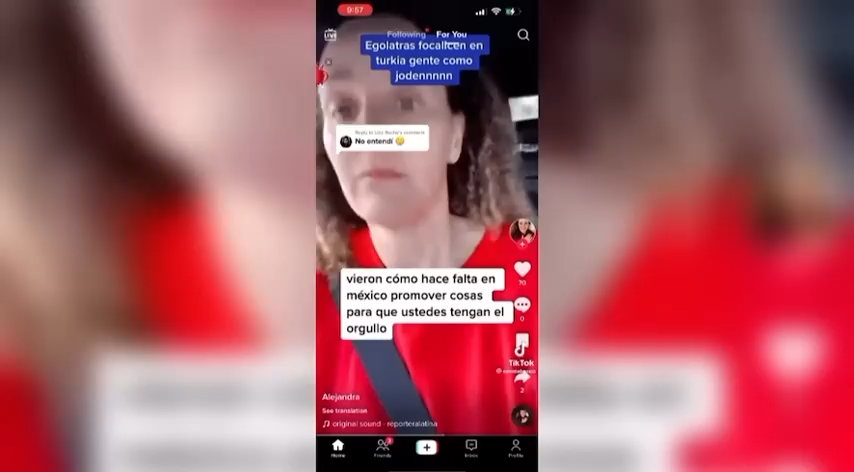 9:57
LIVE
Following
For You
Egolatras focalicen en
turkia gente como
jodennnnn
No entendí
vieron cómo hace falta en
méxico promover cosas
para que ustedes tengan el
orgullo
70
0
TikTok
2
Alejandra
See translation
original sound - reporteralatina
Home
Friends
Inbox
Profile